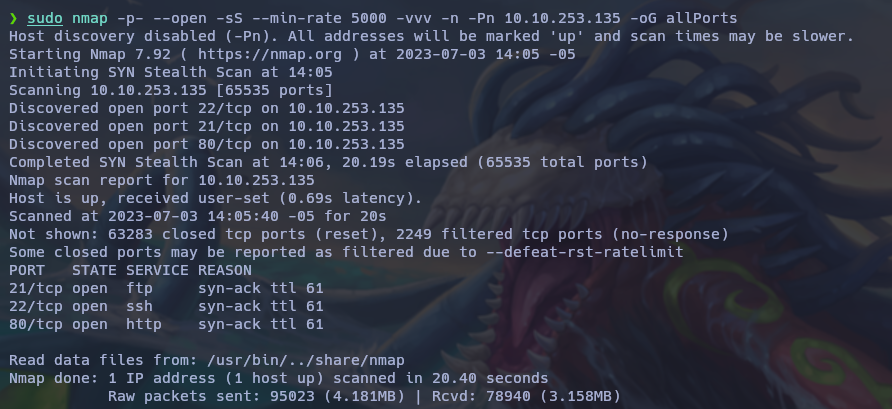 ❯ sudo nmap -p- --open -sS --min-rate 5000 -vvv -n -Pn 10.10.253.135 -oG allPorts
Host discovery disabled (-Pn). All addresses will be marked 'up' and scan times may be slower.
Starting Nmap 7.92 ( https://nmap.org ) at 2023-07-03 14:05 -05
Initiating SYN Stealth Scan at 14:05
Scanning 10.10.253.135 [65535 ports]
Discovered open port 22/tcp on 10.10.253.135
Discovered open port 21/tcp on 10.10.253.135
Discovered open port 80/tcp on 10.10.253.135
Completed SYN Stealth Scan at 14:06, 20.19s elapsed (65535 total ports)
Nmap scan report for 10.10.253.135
Host is up, received user-set (0.69s latency).
Scanned at 2023-07-03 14:05:40 -05 for 20s
Not shown: 63283 closed tcp ports (reset), 2249 filtered tcp ports (no-response)
Some closed ports may be reported as filtered due to --defeat-rst-ratelimit
PORT   STATE SERVICE REASON
21/tcp open  ftp     syn-ack ttl 61
22/tcp open  ssh     syn-ack ttl 61
80/tcp open  http    syn-ack ttl 61

Read data files from: /usr/bin/../share/nmap
Nmap done: 1 IP address (1 host up) scanned in 20.40 seconds
           Raw packets sent: 95023 (4.181MB) | Rcvd: 78940 (3.158MB)